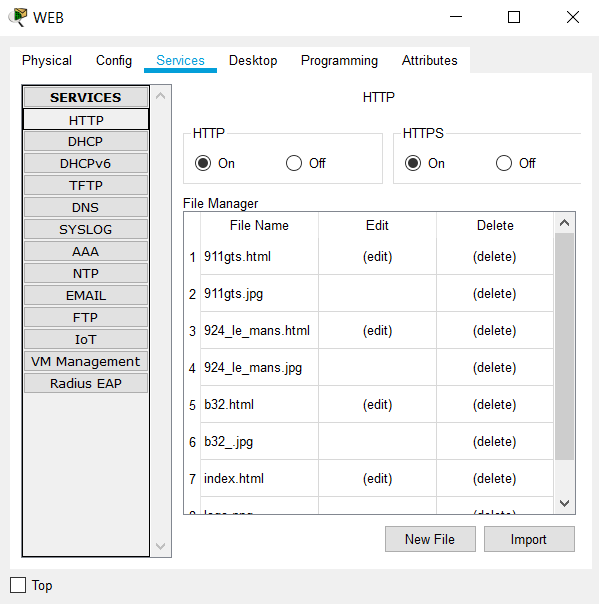 WEB
Physical Config Services Desktop Programming Attributes
SERVICES
HTTP
DHCP
DHCPv6
TFTP
DNS
SYSLOG
AAA
NTP
EMAIL
FTP
IoT
VM Management
Radius EAP
HTTP
HTTP
On Off
HTTPS
On Off
File Manager
File Name Edit Delete
1 911gts.html (edit) (delete)
2 911gts.jpg (delete)
3 924_le_mans.html (edit) (delete)
4 924_le_mans.jpg (delete)
5 b32.html (edit) (delete)
6 b32_.jpg (delete)
7 index.html (edit) (delete)
New File Import
Top